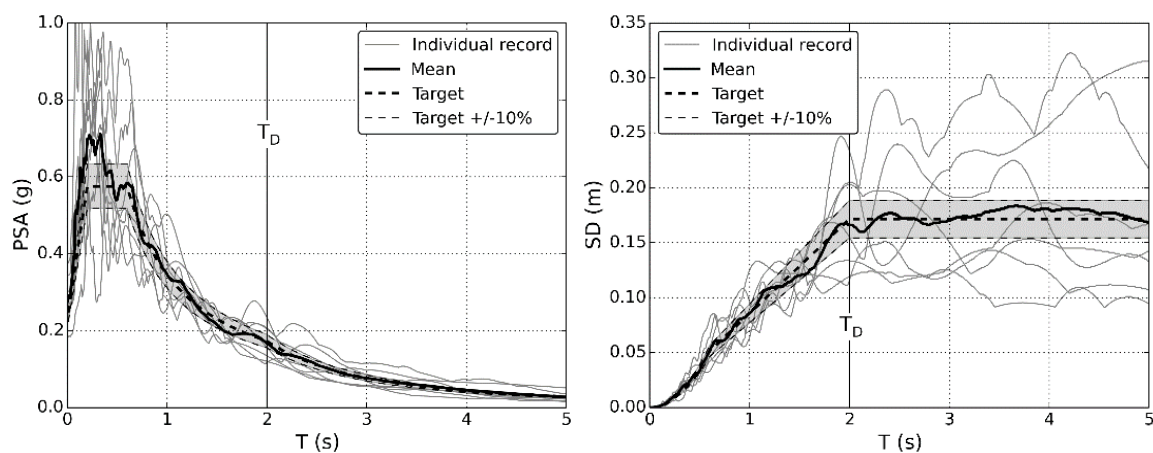 1.0
0.8
0.6
0.4
0.2
0.0
PSA (g)
0
1
2
3
4
5
T (s)
T_D
Individual record
Mean
Target
Target +/-10%
0.35
0.30
0.25
0.20
0.15
0.10
0.05
0.00
SD (m)
0
1
2
3
4
5
T (s)
T_D
Individual record
Mean
Target
Target +/-10%